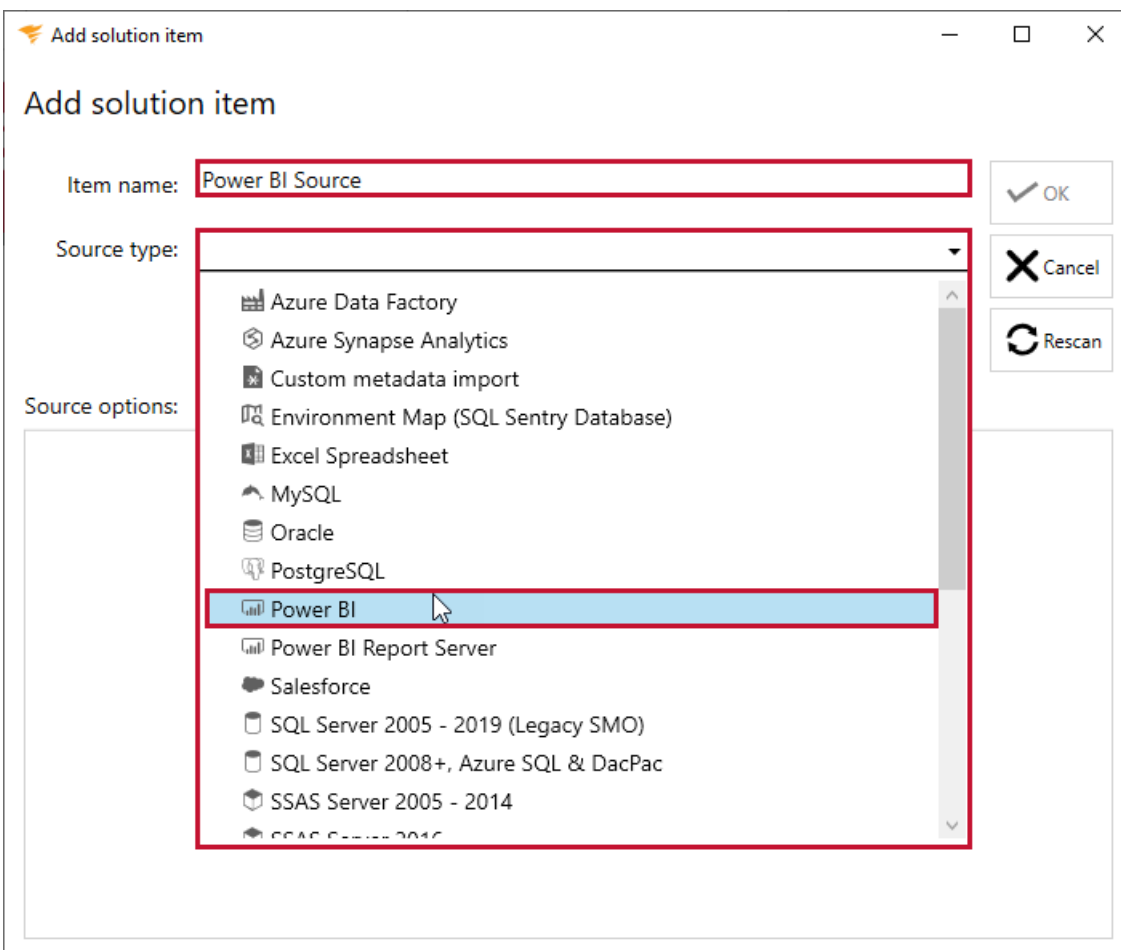 Add solution item
Add solution item
Item name:
Power BI Source
OK
Source type:
Cancel
Azure Data Factory
Azure Synapse Analytics
Rescan
Custom metadata import
Source options:
Environment Map (SQL Sentry Database)
Excel Spreadsheet
MySQL
Oracle
PostgreSQL
Power BI
Power BI Report Server
Salesforce
SQL Server 2005 - 2019 (Legacy SMO)
SQL Server 2008+, Azure SQL & DacPac
SSAS Server 2005 - 2014
SSAS Server 2016